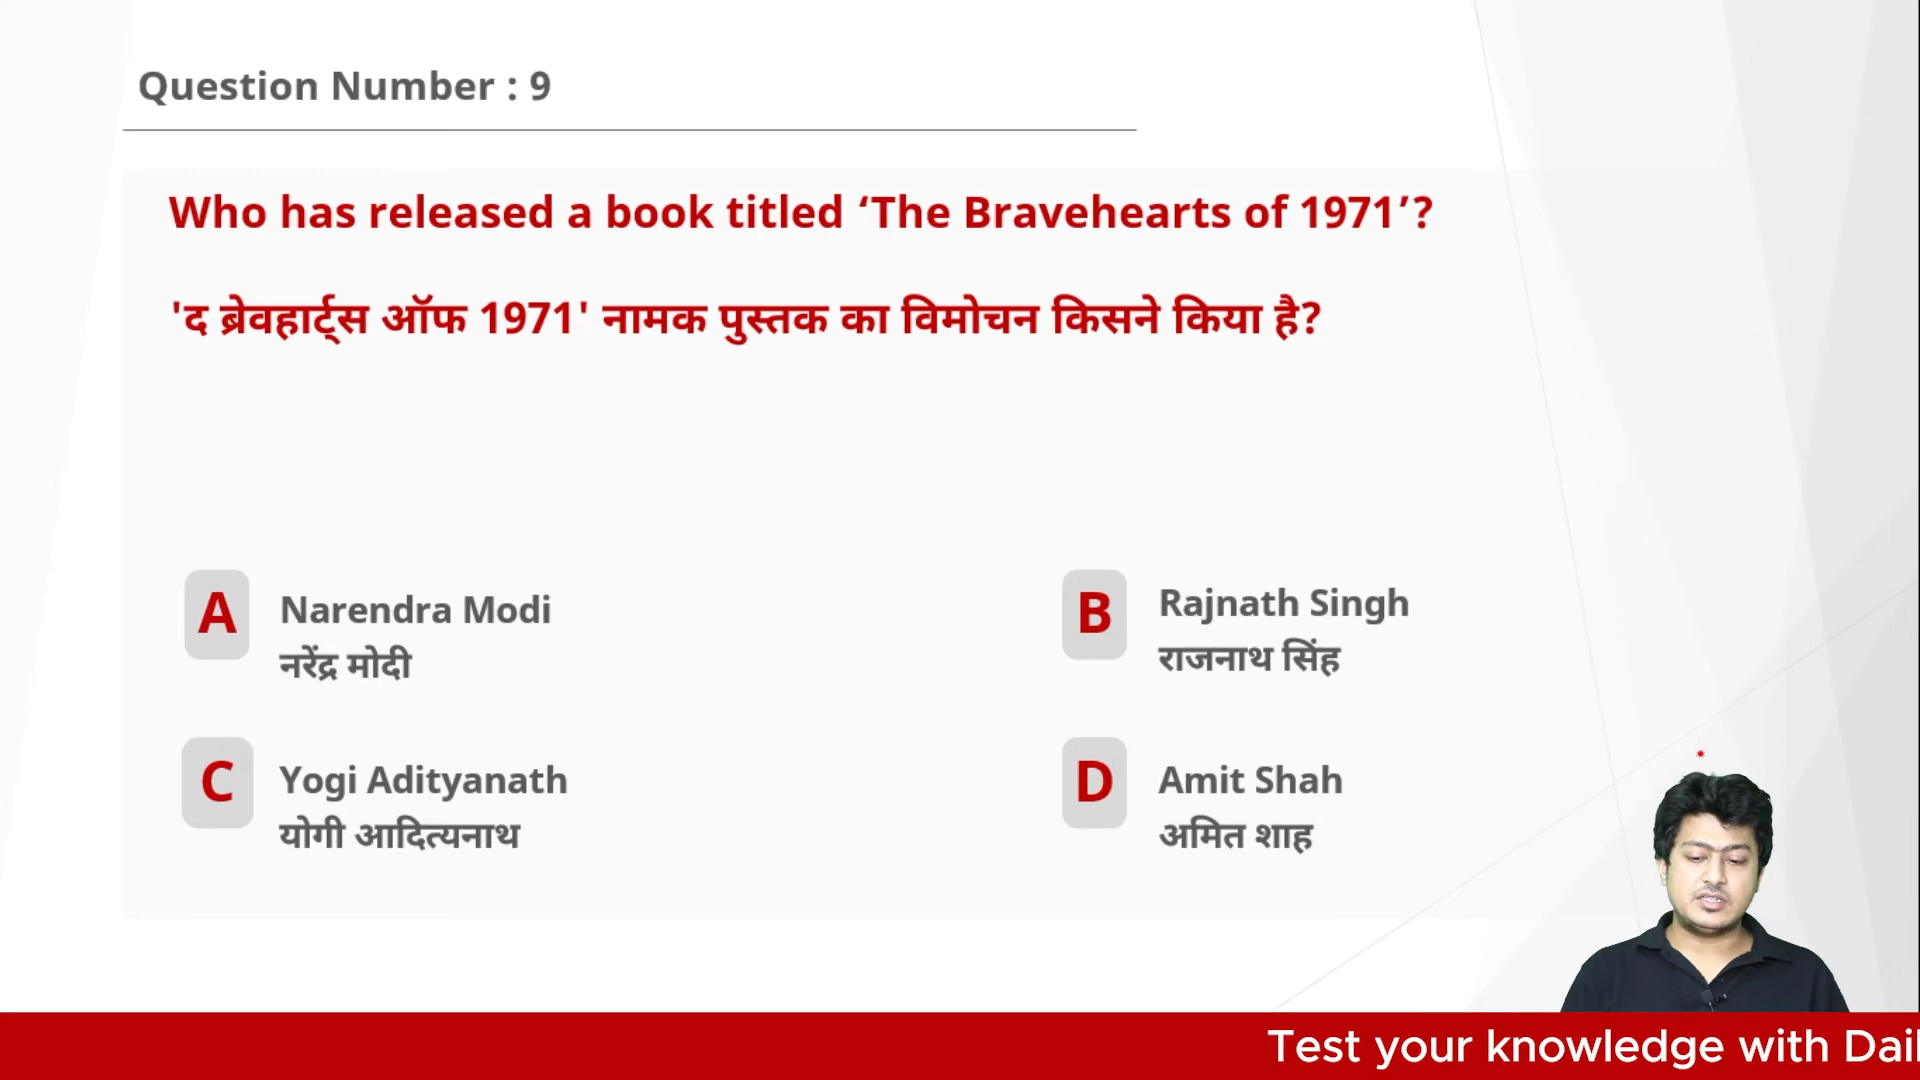 Question Number : 9
Who has released a book titled ‘The Bravehearts of 1971’?
'द ब्रेवहार्ट्स ऑफ 1971' नामक पुस्तक का विमोचन किसने किया है?
A
Narendra Modi
नरेंद्र मोदी
B
Rajnath Singh
राजनाथ सिंह
C
Yogi Adityanath
योगी आदित्यनाथ
D
Amit Shah
अमित शाह
Test your knowledge with Dail